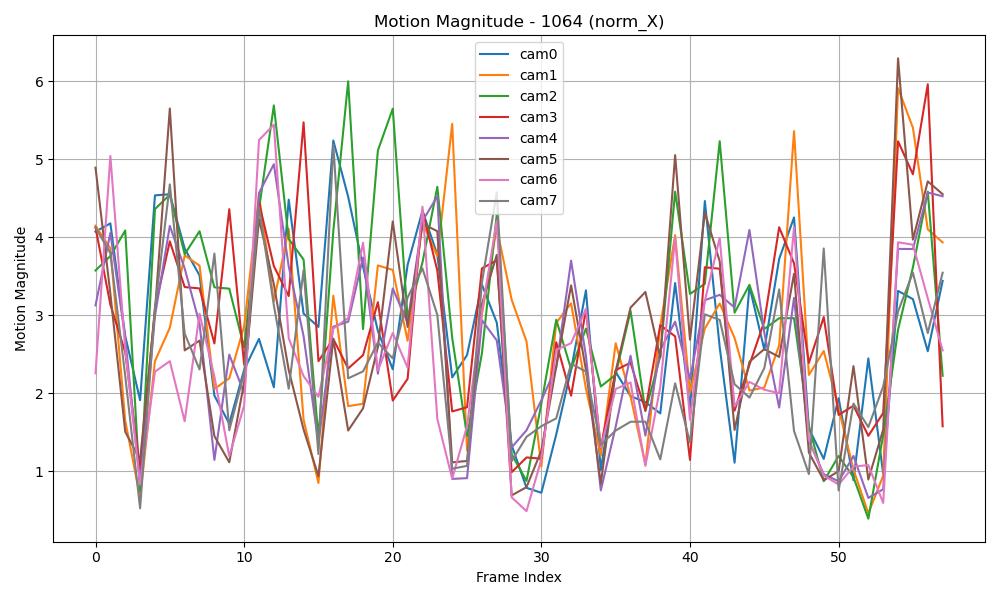 Motion Magnitude - 1064 (norm_X)
Motion Magnitude
6
5
4
3
2
1
cam0
cam1
cam2
cam3
cam4
cam5
cam6
cam7
0 10 20 30 40 50
Frame Index